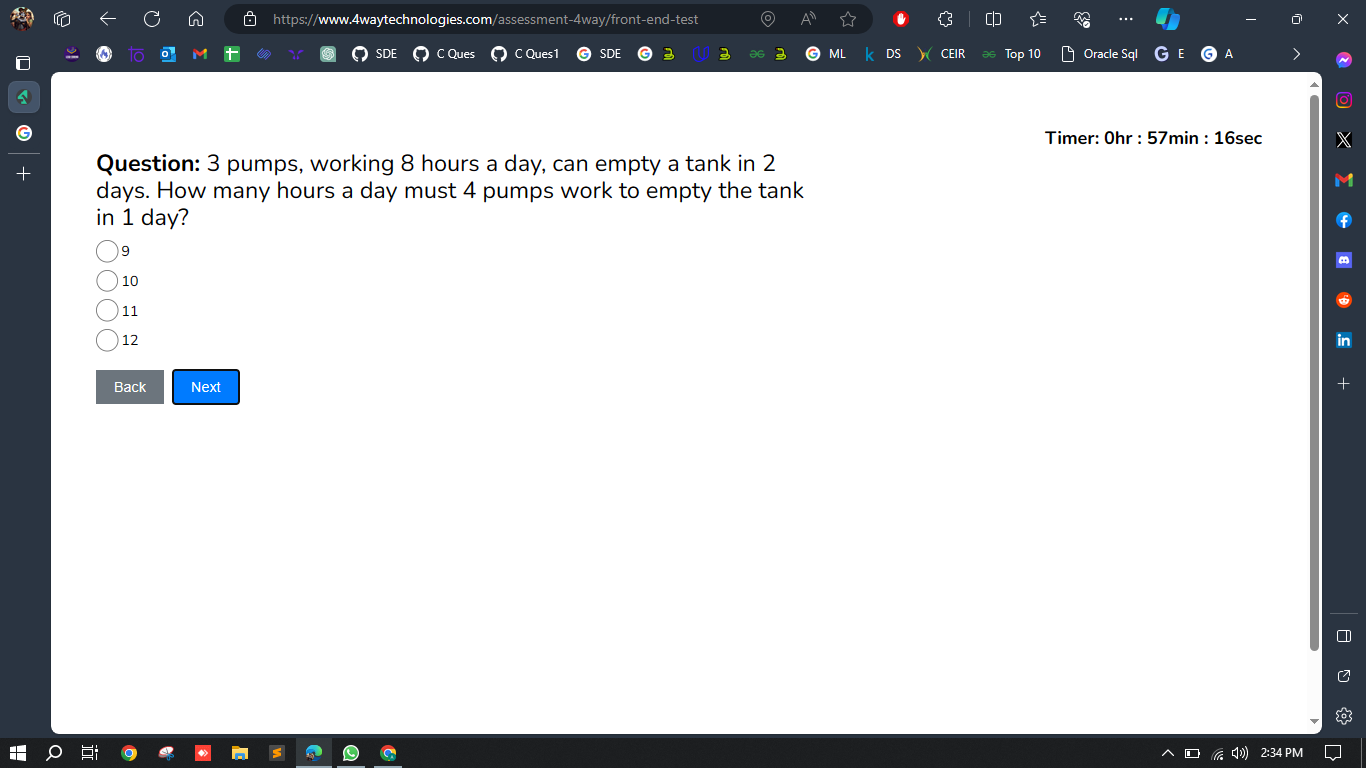 https://www.4waytechnologies.com/assessment-4way/front-end-test
SDE
C Ques
C Ques1
SDE
ML
DS
CEIR
Top 10
Oracle Sql
E
A
Timer: 0hr : 57min : 16sec
Question: 3 pumps, working 8 hours a day, can empty a tank in 2
days. How many hours a day must 4 pumps work to empty the tank
in 1 day?
9
10
11
12
Back
Next
2:34 PM